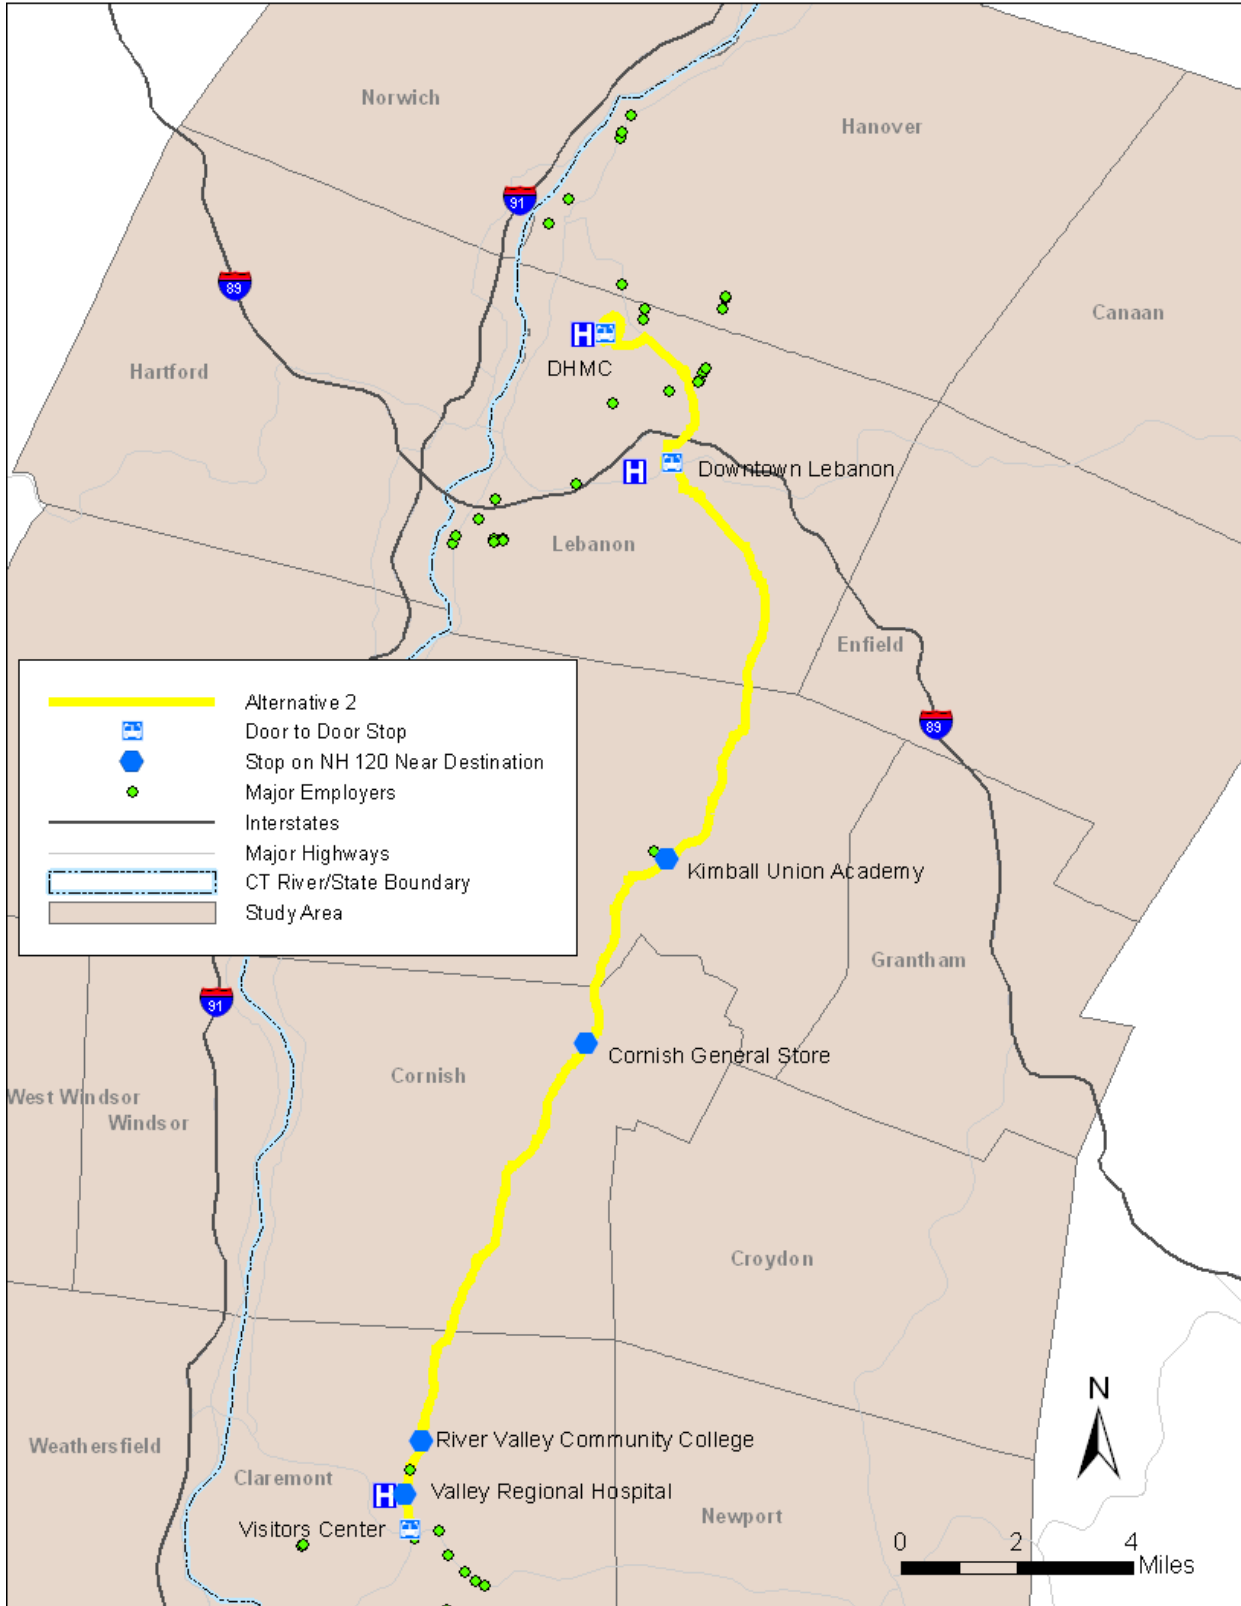 Norwich
Hanover
91
89
Canaan
H
DHMC
Hartford
H
Downtown Lebanon
Lebanon
Enfield
Alternative 2
Door to Door Stop
Stop on NH 120 Near Destination
Major Employers
Interstates
Major Highways
CT River/State Boundary
Study Area
89
Kimball Union Academy
Grantham
91
Cornish General Store
Cornish
West Windsor
Windsor
Croydon
N
River Valley Community College
Weathersfield
Claremont
H
Valley Regional Hospital
Newport
Visitors Center
0 2 4
Miles